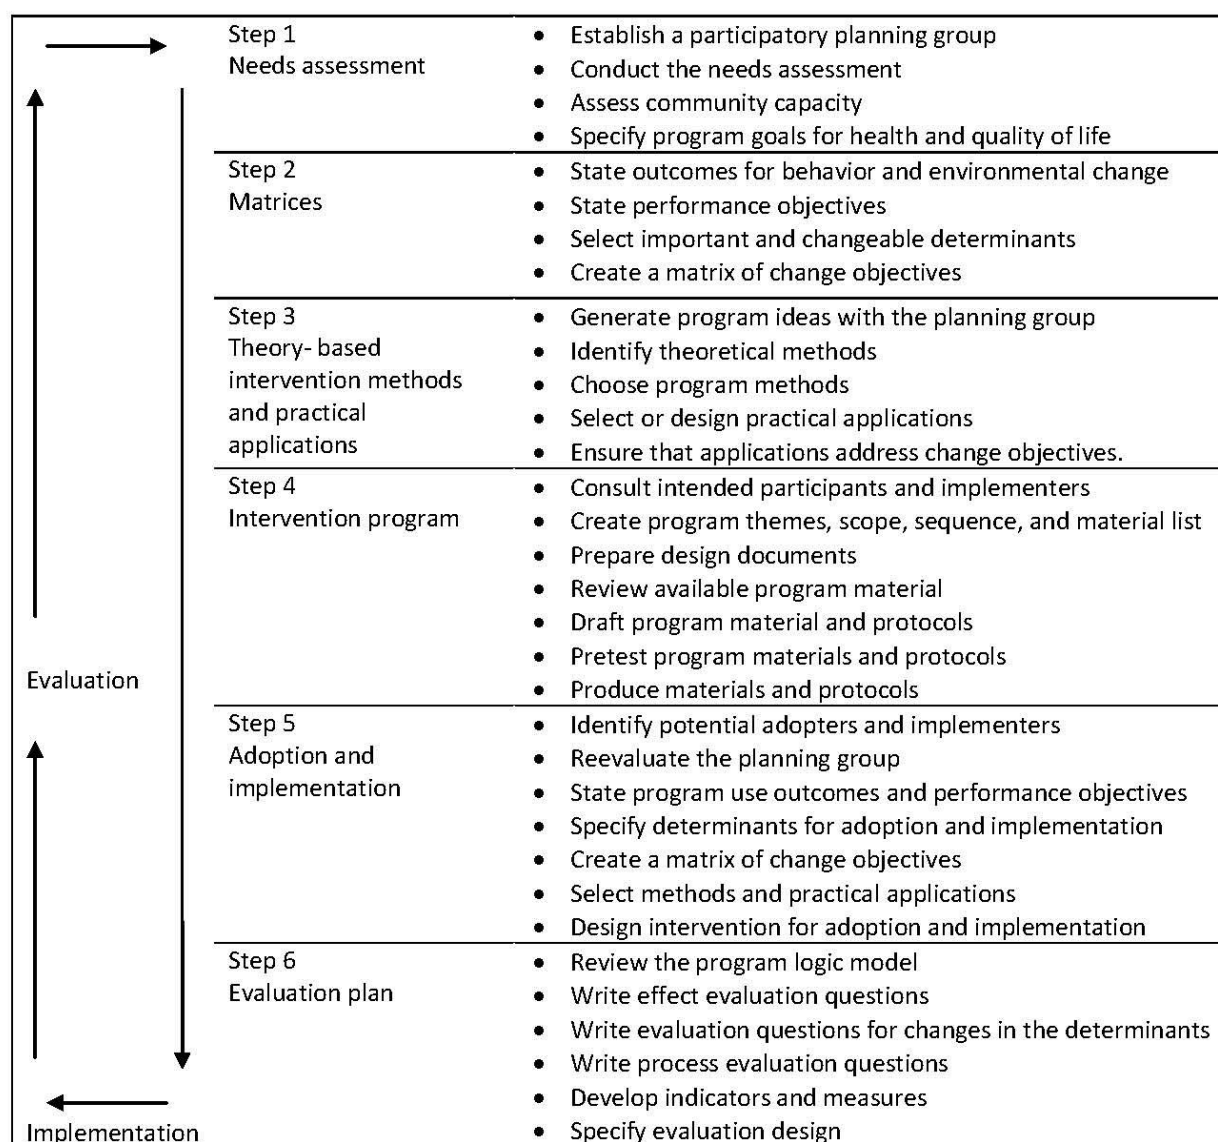 Step 1
Needs assessment
• Establish a participatory planning group
• Conduct the needs assessment
• Assess community capacity
• Specify program goals for health and quality of life
Step 2
Matrices
• State outcomes for behavior and environmental change
• State performance objectives
• Select important and changeable determinants
• Create a matrix of change objectives
Step 3
Theory- based
intervention methods
and practical
applications
• Generate program ideas with the planning group
• Identify theoretical methods
• Choose program methods
• Select or design practical applications
• Ensure that applications address change objectives.
Step 4
Intervention program
• Consult intended participants and implementers
• Create program themes, scope, sequence, and material list
• Prepare design documents
• Review available program material
• Draft program material and protocols
• Pretest program materials and protocols
• Produce materials and protocols
Evaluation
Step 5
Adoption and
implementation
• Identify potential adopters and implementers
• Reevaluate the planning group
• State program use outcomes and performance objectives
• Specify determinants for adoption and implementation
• Create a matrix of change objectives
• Select methods and practical applications
• Design intervention for adoption and implementation
Step 6
Evaluation plan
• Review the program logic model
• Write effect evaluation questions
• Write evaluation questions for changes in the determinants
• Write process evaluation questions
• Develop indicators and measures
• Specify evaluation design
Implementation